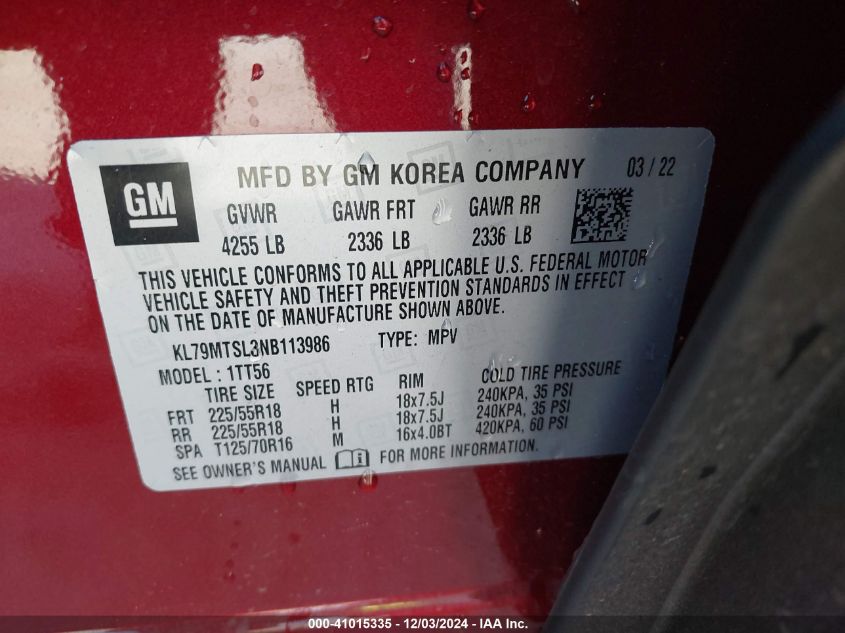 GM
MFD BY GM KOREA COMPANY 03 / 22
GVWR GAWR FRT GAWR RR
4255 LB 2336 LB 2336 LB
THIS VEHICLE CONFORMS TO ALL APPLICABLE U.S. FEDERAL MOTOR
VEHICLE SAFETY AND THEFT PREVENTION STANDARDS IN EFFECT
ON THE DATE OF MANUFACTURE SHOWN ABOVE.
KL79MTSL3NB113986 TYPE: MPV
MODEL : 1TT56
TIRE SIZE SPEED RTG RIM COLD TIRE PRESSURE
FRT 225/55R18 H 18x7.5J 240KPA, 35 PSI
RR 225/55R18 H 18x7.5J 240KPA, 35 PSI
SPA T125/70R16 M 16x4.0BT 420KPA, 60 PSI
SEE OWNER'S MANUAL FOR MORE INFORMATION.
000-41015335 - 12/03/2024 - IAA Inc.